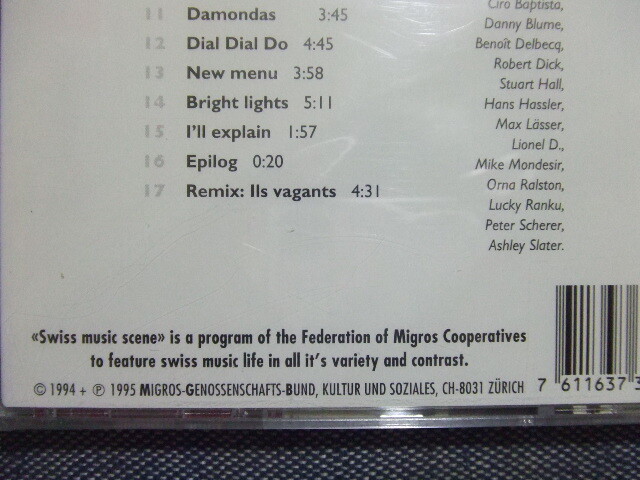 11 Damondas 3:45
12 Dial Dial Do 4:45
13 New menu 3:58
14 Bright lights 5:11
15 I'll explain 1:57
16 Epilog 0:20
17 Remix: Ils vagants 4:31
Ciro Baptista,
Danny Blume,
Benoît Delbecq,
Robert Dick,
Stuart Hall,
Hans Hassler,
Max Lässer,
Lionel D.,
Mike Mondesir,
Orna Ralston,
Lucky Ranku,
Peter Scherer,
Ashley Slater.
«Swiss music scene» is a program of the Federation of Migros Cooperatives
to feature swiss music life in all it's variety and contrast.
© 1994 + ℗ 1995 MIGROS-GENOSSENSCHAFTS-BUND, KULTUR UND SOZIALES, CH-8031 ZÜRICH
7 611637 3